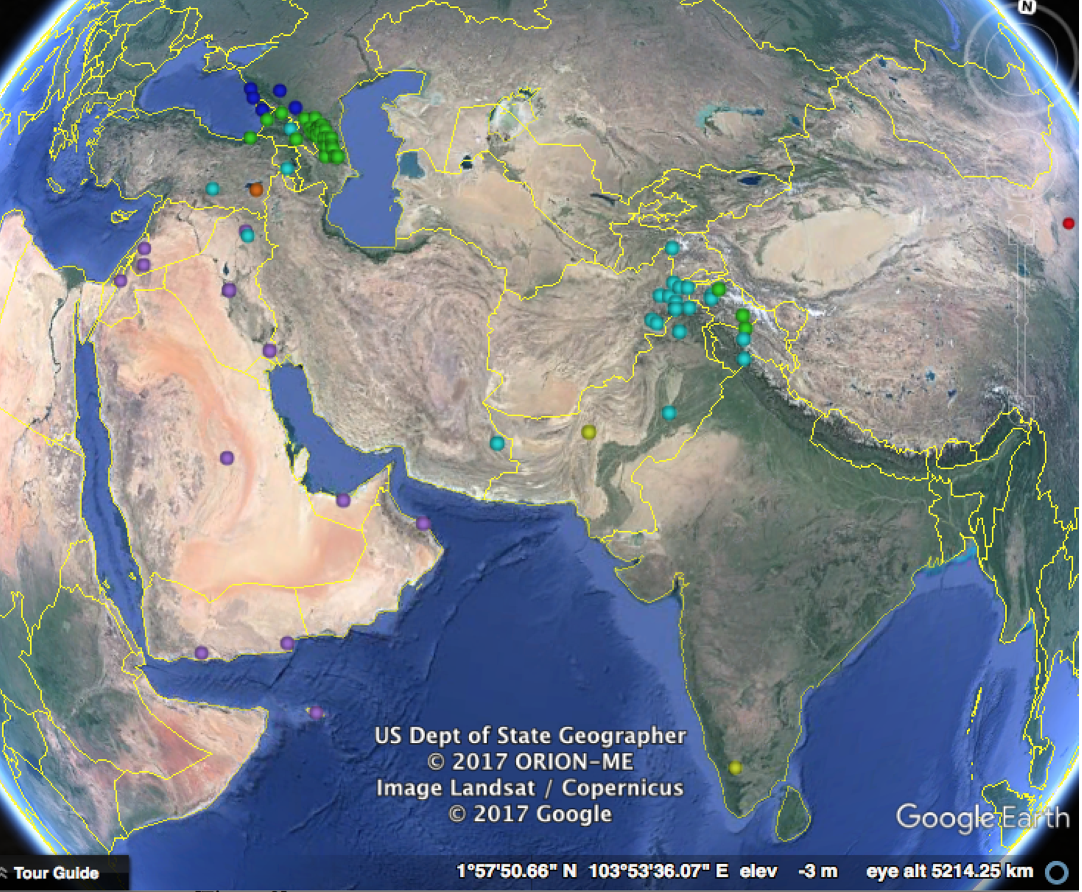 N
US Dept of State Geographer
© 2017 ORION-ME
Image Landsat / Copernicus
© 2017 Google
Google Earth
Tour Guide
1°57'50.66" N 103°53'36.07" E elev -3 m eye alt 5214.25 km